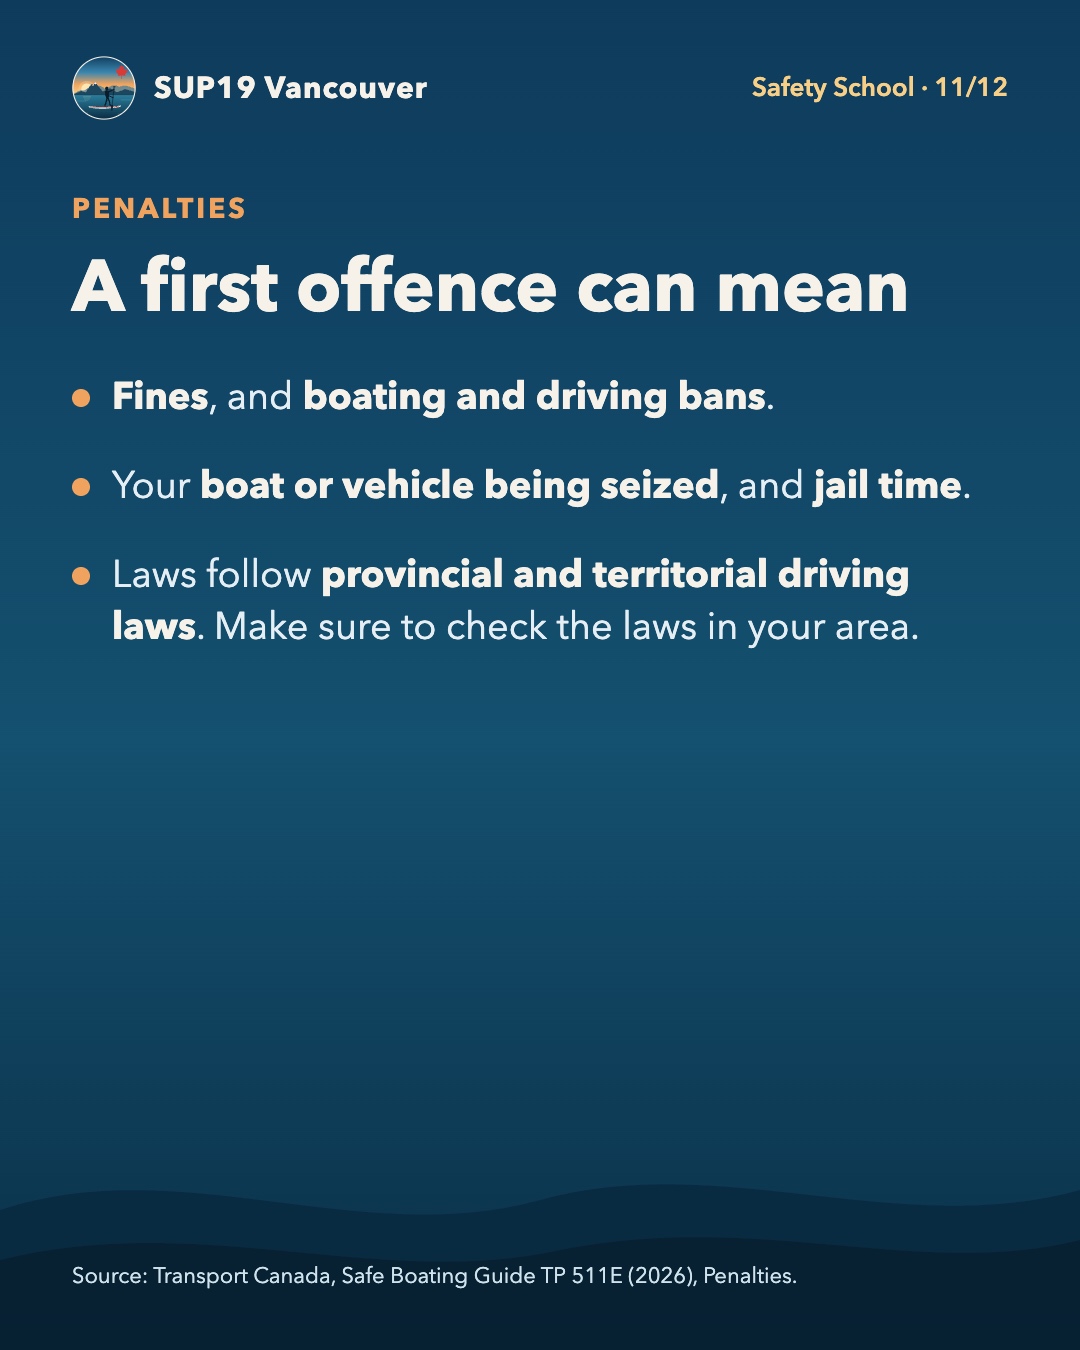 SUP19 Vancouver
Safety School · 11/12
PENALTIES
A first offence can mean
Fines, and boating and driving bans.
Your boat or vehicle being seized, and jail time.
Laws follow provincial and territorial driving
laws. Make sure to check the laws in your area.
Source: Transport Canada, Safe Boating Guide TP 511E (2026), Penalties.